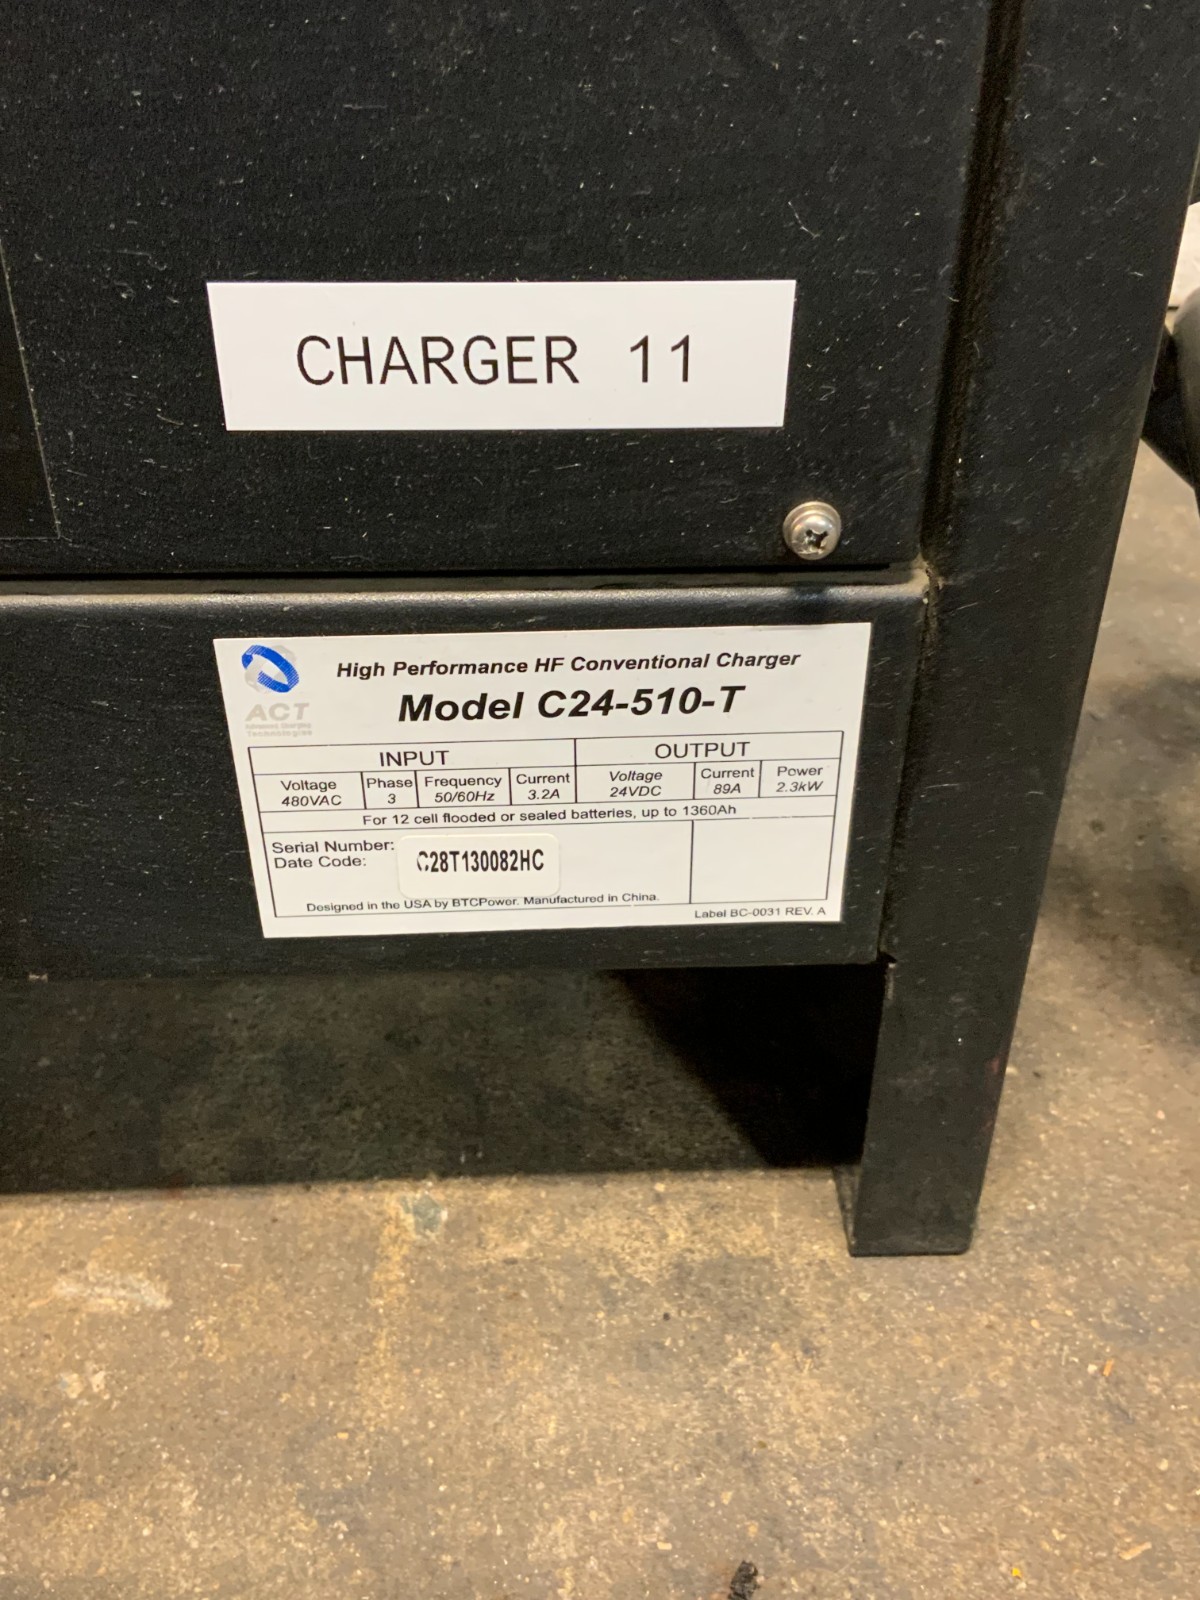 CHARGER 11
High Performance HF Conventional Charger
Model C24-510-T
ACT
Advanced Charging
Technologies
INPUT OUTPUT
Voltage Phase Frequency Current Voltage Current Power
480VAC 3 50/60Hz 3.2A 24VDC 89A 2.3kW
For 12 cell flooded or sealed batteries, up to 1360Ah
Serial Number:
Date Code:
C28T130082HC
Designed in the USA by BTCPower. Manufactured in China.
Label BC-0031 REV. A